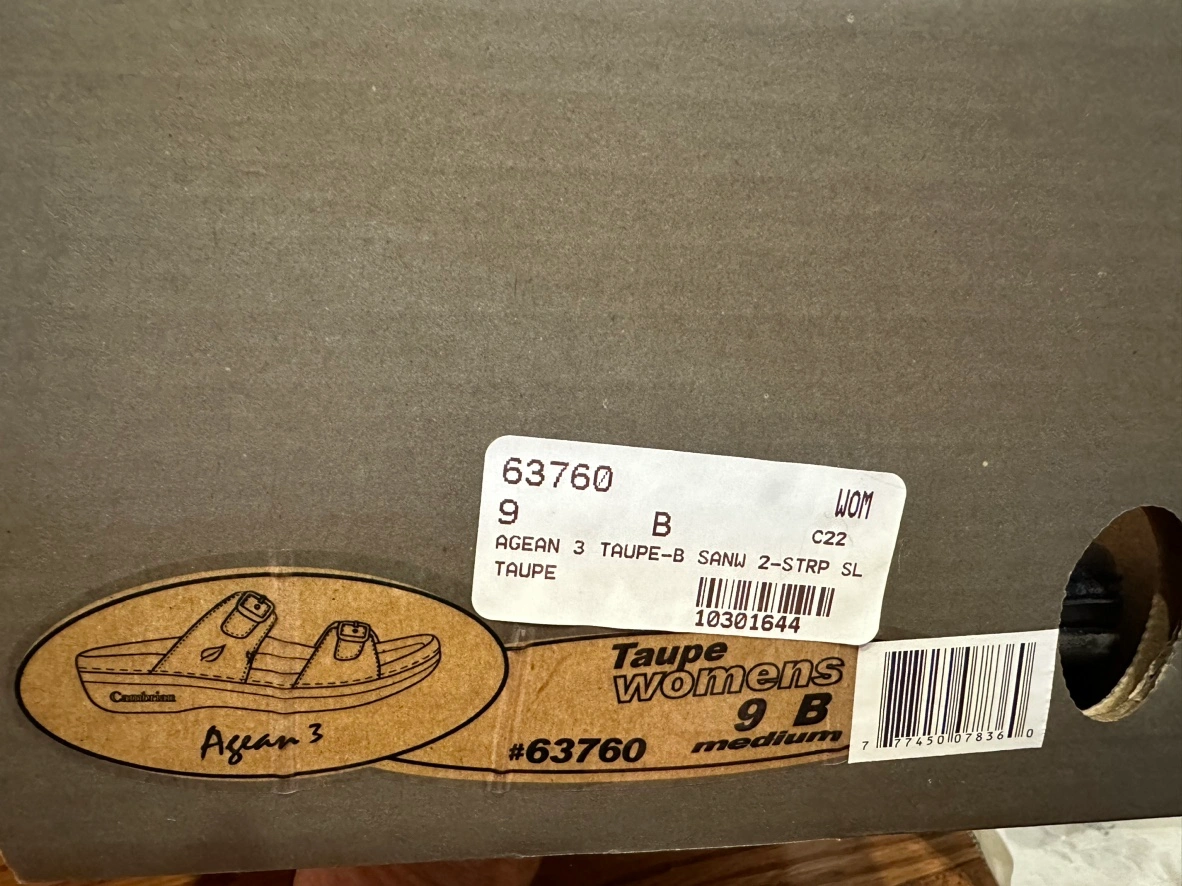 63760
WOM
9 B C22
AGEAN 3 TAUPE-B SANW 2-STRP SL
TAUPE
10301644
Cambrian
Agean 3
Taupe
womens
9 B
#63760 medium
7 77450 07836 0